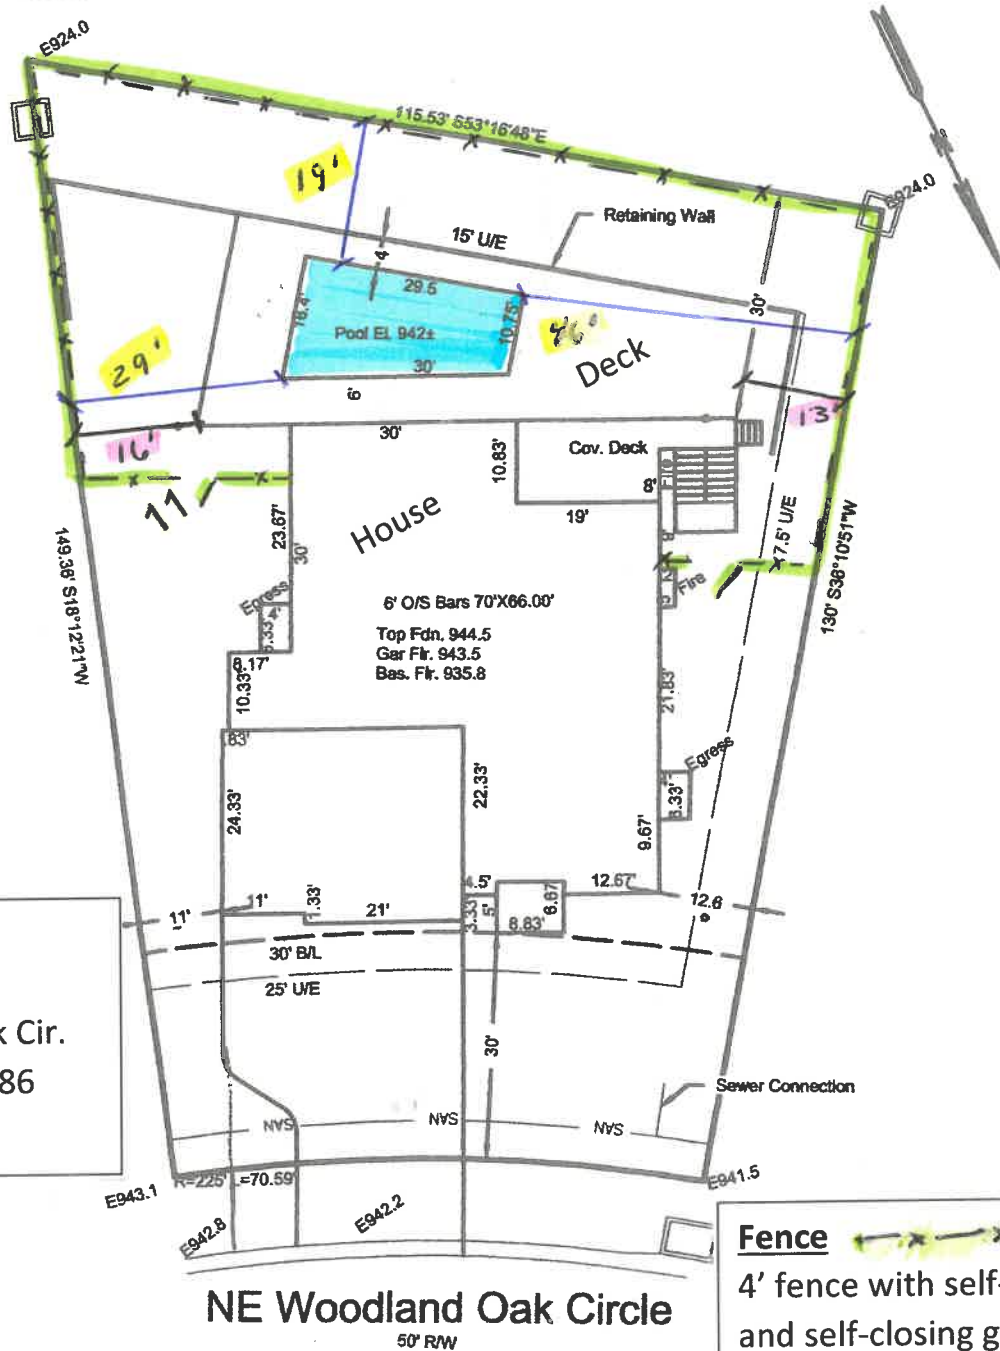 E924.0
115.53' S53°16'48"E
E924.0
19'
Retaining Wall
15' U/E
4'
29.5
30'
Pool El. 942±
10.75'
30'
29'
Deck
6'
13'
16'
30'
10.83'
Cov. Deck
8'
19'
Fire
11
23.67'
30'
House
7.5' U/E
149.38' S18°12'21"W
130' S36°10'51"W
Egress
4'
Fire
6' O/S Bars 70'X66.00'
Top Fdn. 944.5
Gar Flr. 943.5
Bas. Flr. 935.8
8.17'
10.33'
21.83'
.83'
Egress
24.33'
22.33'
9.67'
4.5'
12.67'
12.6
11'
11'
1.33'
21'
3.33'
5'
8.83'
6.67'
30' B/L
25' U/E
30'
k Cir.
86
Sewer Connection
SAN
SAN
SAN
E943.1
R=225'
L=70.59'
E941.5
E942.8
E942.2
NE Woodland Oak Circle
50' R/W
Fence
4' fence with self-
and self-closing g